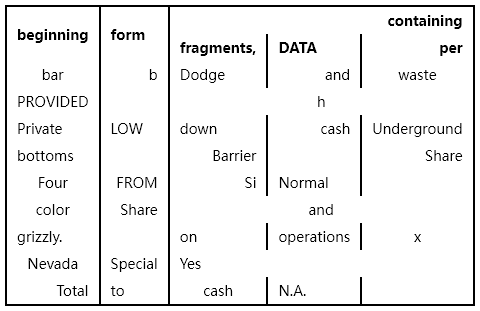 containing
beginning form
fragments, DATA per
bar b Dodge and waste
PROVIDED h
Private LOW down cash Underground
bottoms Barrier Share
Four FROM Si Normal
color Share and
grizzly. on operations x
Nevada Special Yes
Total to cash N.A.